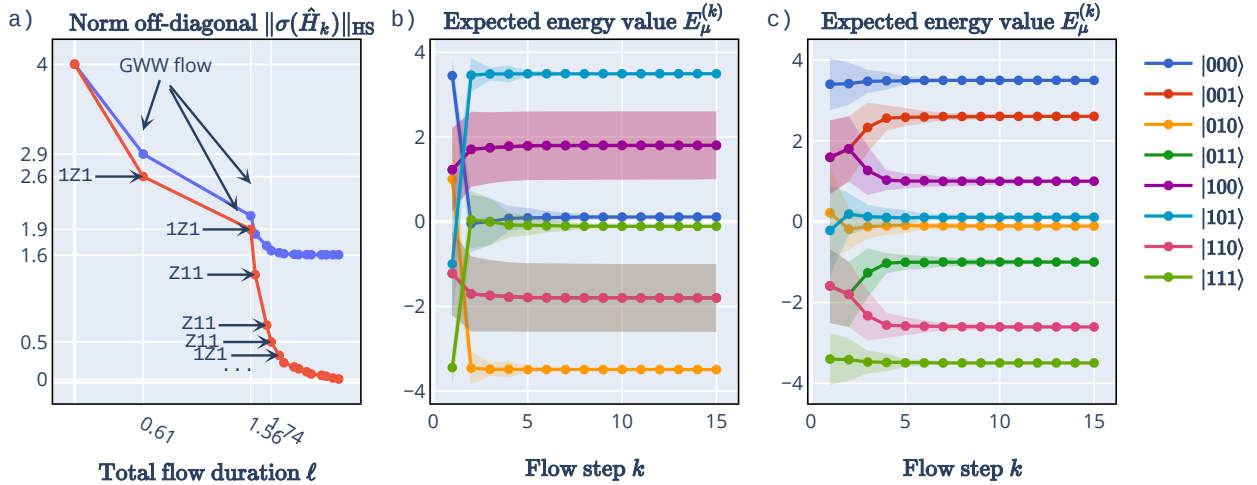 a)
Norm off-diagonal ‖σ(Ĥ_k)‖_HS
GWW flow
4
2.9
2.6
1.9
1.6
0.5
0
1Z1
1Z1
Z11
Z11
Z11
1Z1
. . .
0.61
1.56
1.74
Total flow duration ℓ
b)
Expected energy value E_μ^(k)
4
2
0
−2
−4
0
5
10
15
Flow step k
c)
Expected energy value E_μ^(k)
4
2
0
−2
−4
0
5
10
15
Flow step k
|000⟩
|001⟩
|010⟩
|011⟩
|100⟩
|101⟩
|110⟩
|111⟩